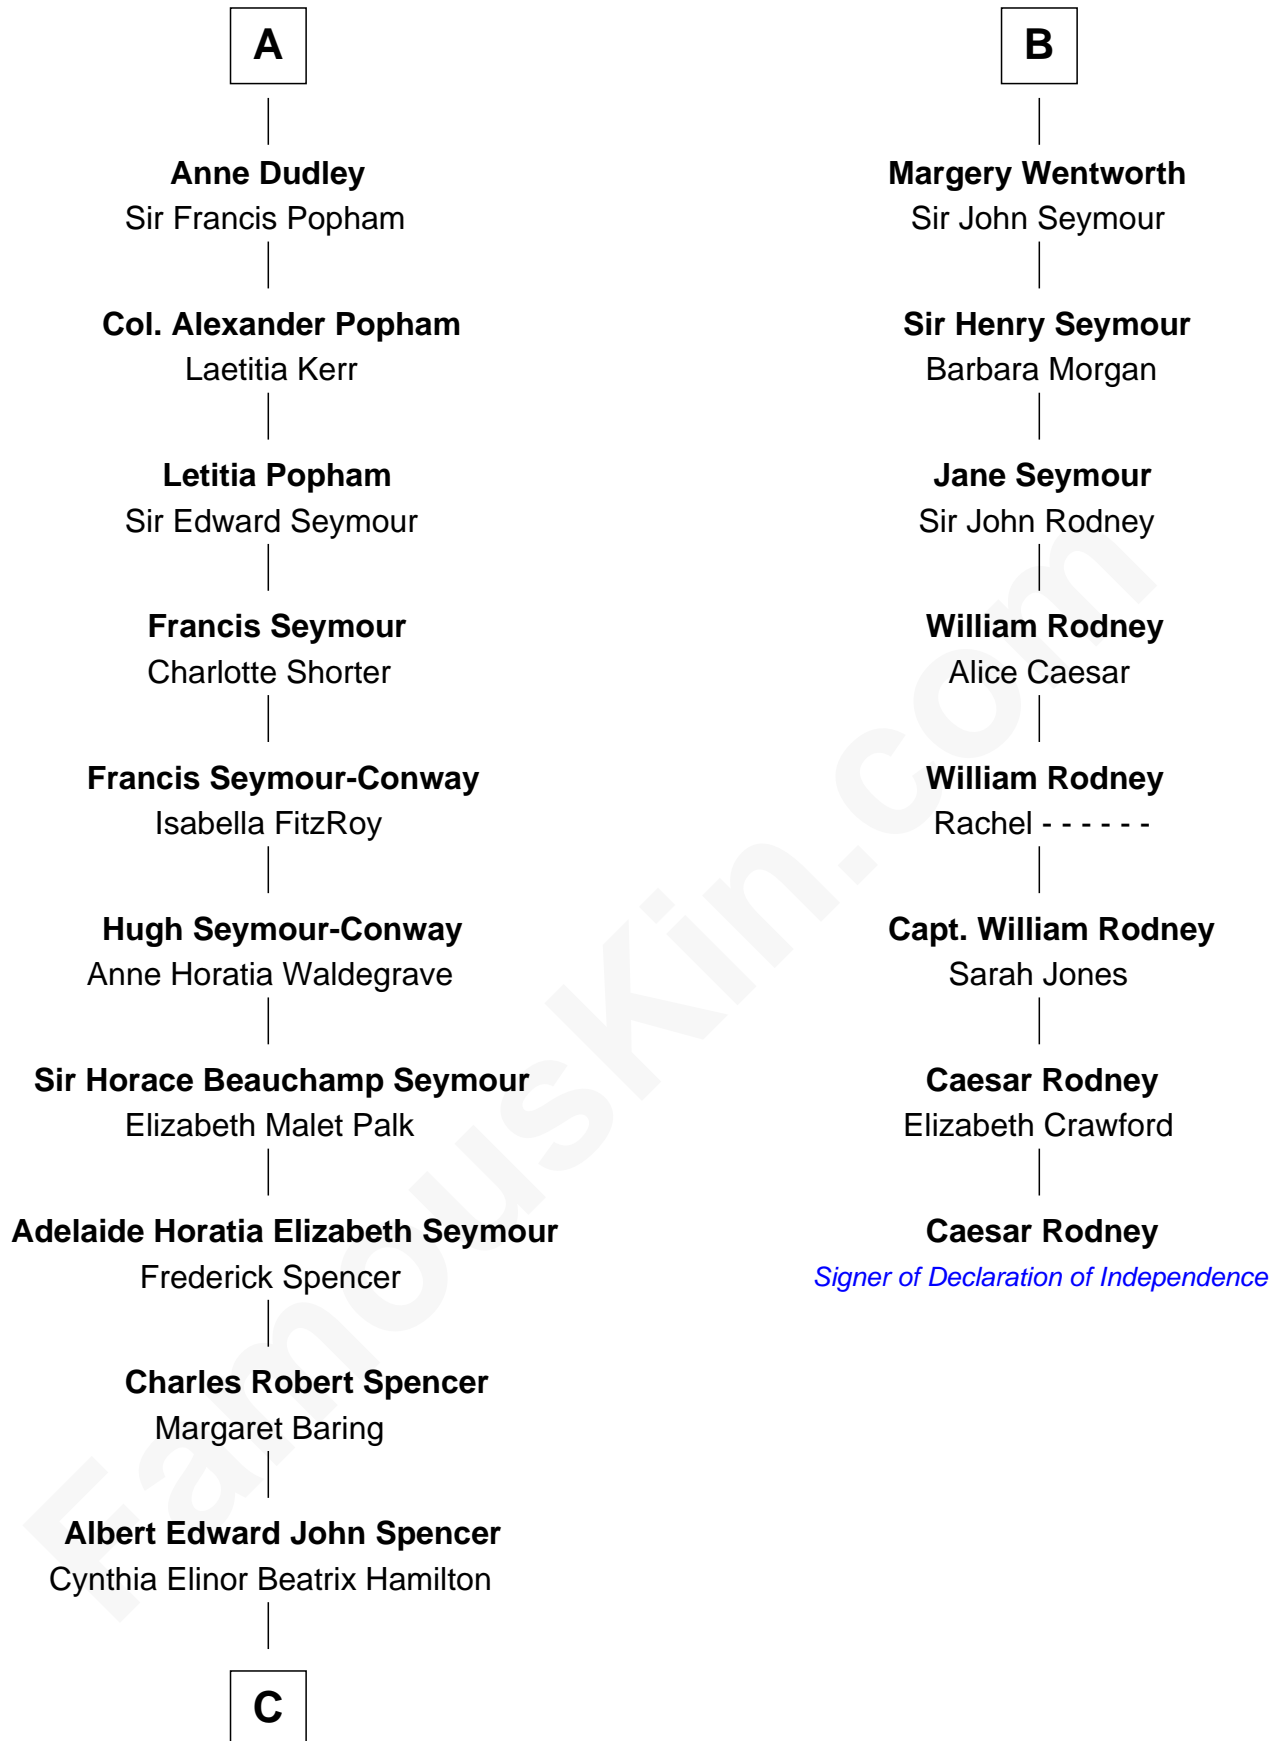 A
Anne Dudley
Sir Francis Popham
Col. Alexander Popham
Laetitia Kerr
Letitia Popham
Sir Edward Seymour
Francis Seymour
Charlotte Shorter
Francis Seymour-Conway
Isabella FitzRoy
Hugh Seymour-Conway
Anne Horatia Waldegrave
Sir Horace Beauchamp Seymour
Elizabeth Malet Palk
Adelaide Horatia Elizabeth Seymour
Frederick Spencer
Charles Robert Spencer
Margaret Baring
Albert Edward John Spencer
Cynthia Elinor Beatrix Hamilton
C
B
Margery Wentworth
Sir John Seymour
Sir Henry Seymour
Barbara Morgan
Jane Seymour
Sir John Rodney
William Rodney
Alice Caesar
William Rodney
Rachel - - - - - -
Capt. William Rodney
Sarah Jones
Caesar Rodney
Elizabeth Crawford
Caesar Rodney
Signer of Declaration of Independence
FamousKin.com